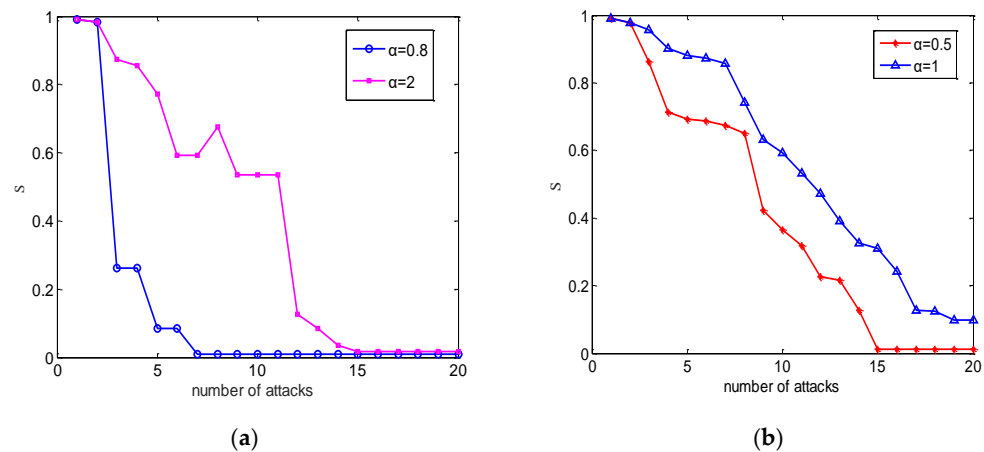 1
0.8
0.6
0.4
0.2
0
S
0 5 10 15 20
number of attacks
α=0.8
α=2
(a)
1
0.8
0.6
0.4
0.2
0
S
0 5 10 15 20
number of attacks
α=0.5
α=1
(b)